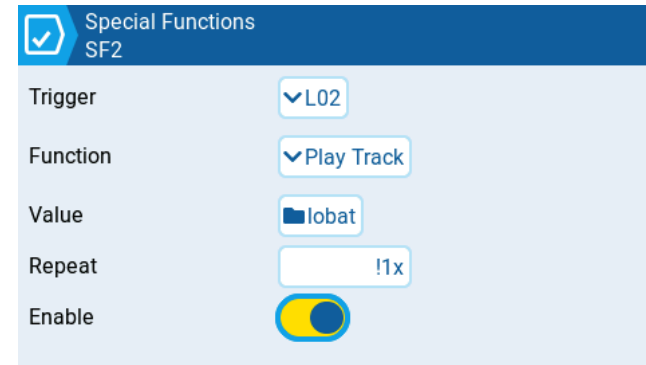 Special Functions
SF2
Trigger L02
Function Play Track
Value lobat
Repeat !1x
Enable